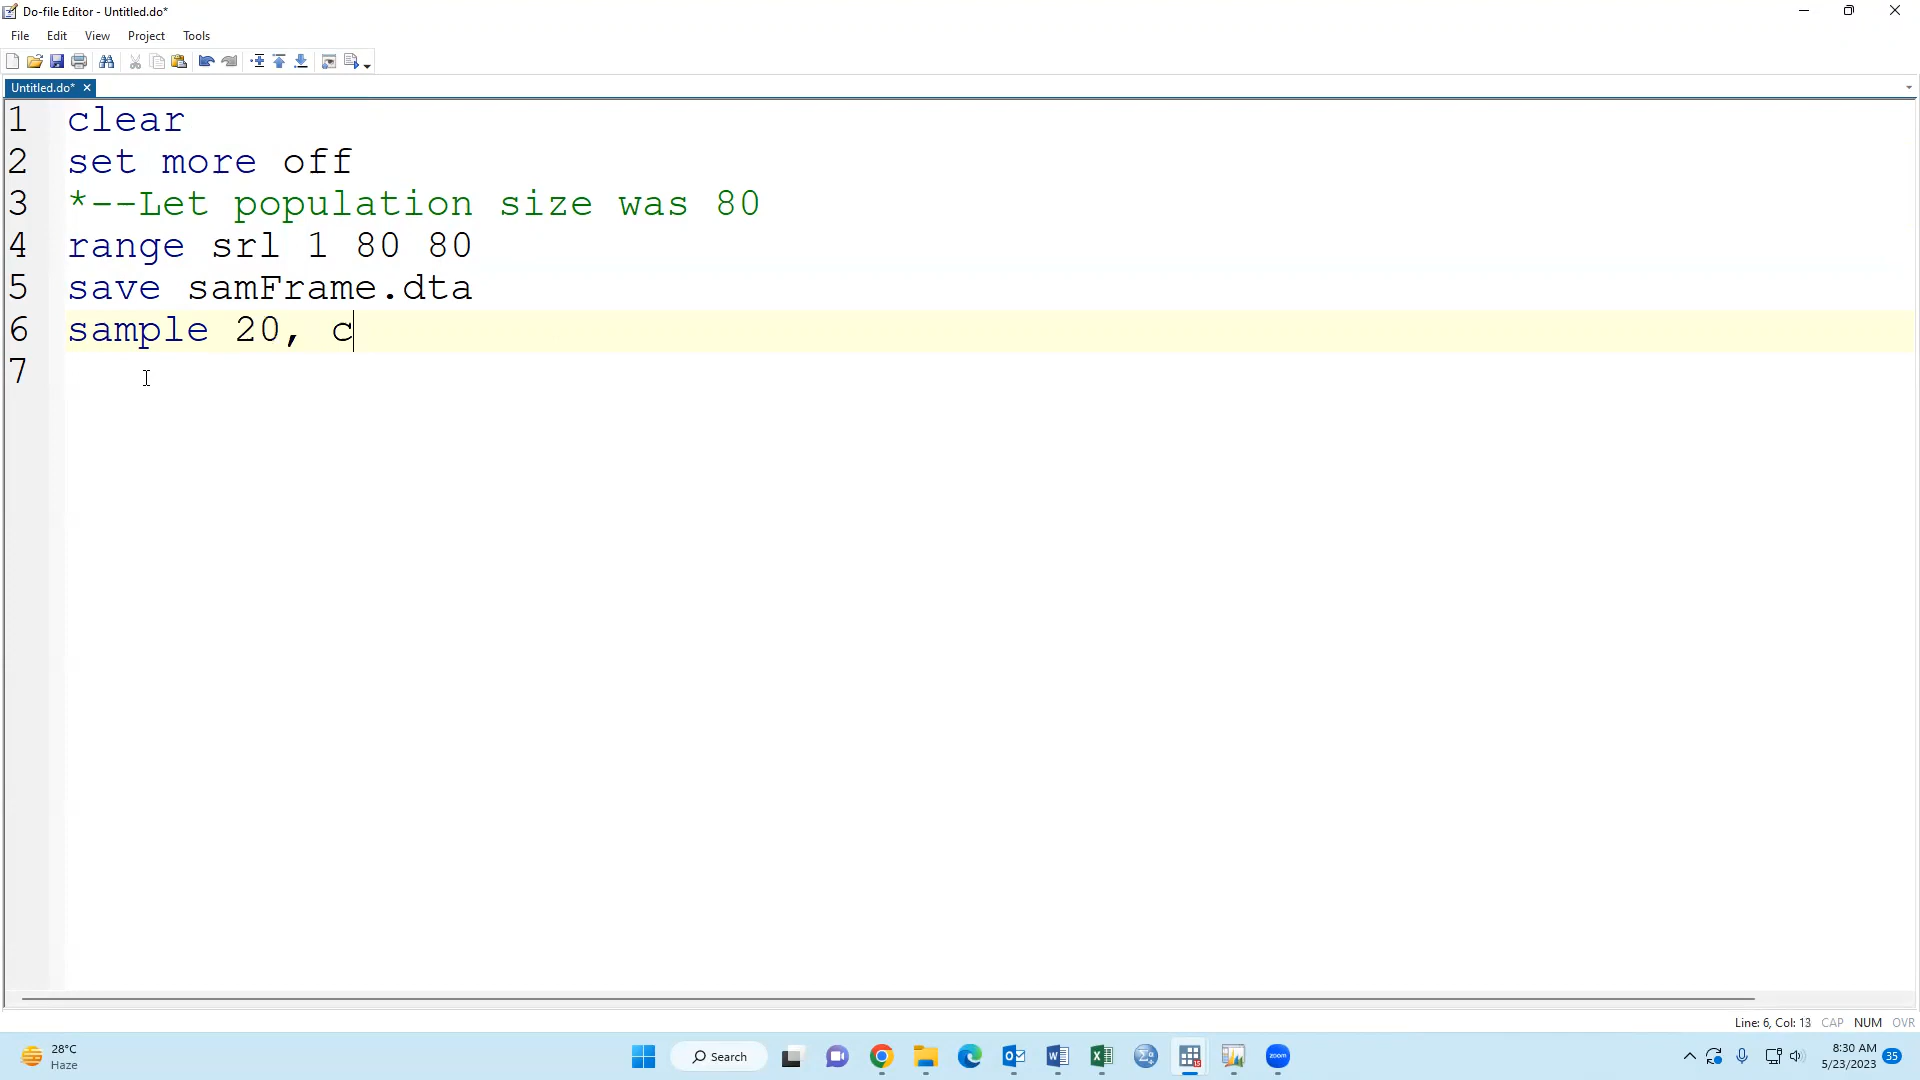 Do-file Editor - Untitled.do*
File Edit View Project Tools
Untitled.do*
1 clear
2 set more off
3 *--Let population size was 80
4 range srl 1 80 80
5 save samFrame.dta
6 sample 20, c
7
Line: 6, Col: 13 CAP NUM OVR
28°C
Haze
Search
zoom
8:30 AM
5/23/2023
35